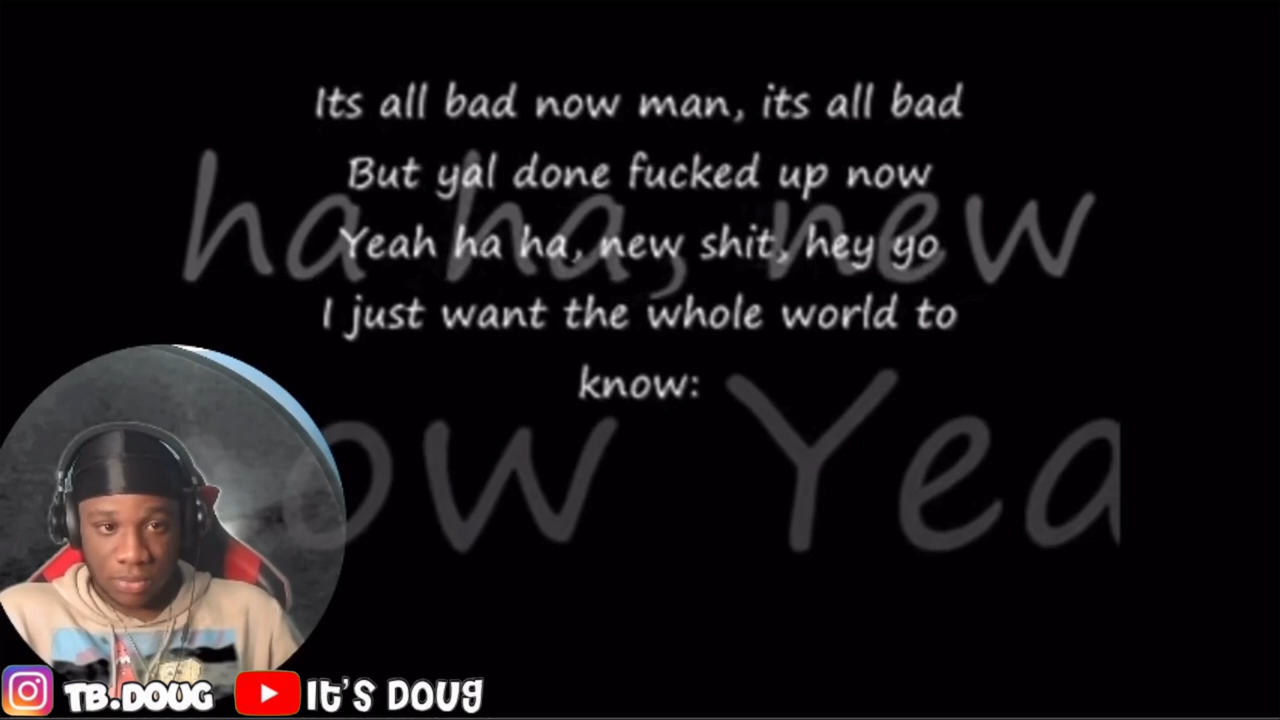 Its all bad now man, its all bad
But yal done fucked up now
Yeah ha ha, new shit, hey yo
I just want the whole world to
know:
ha ha, new
ow Yea
TB.DOUG
IT'S DOUG